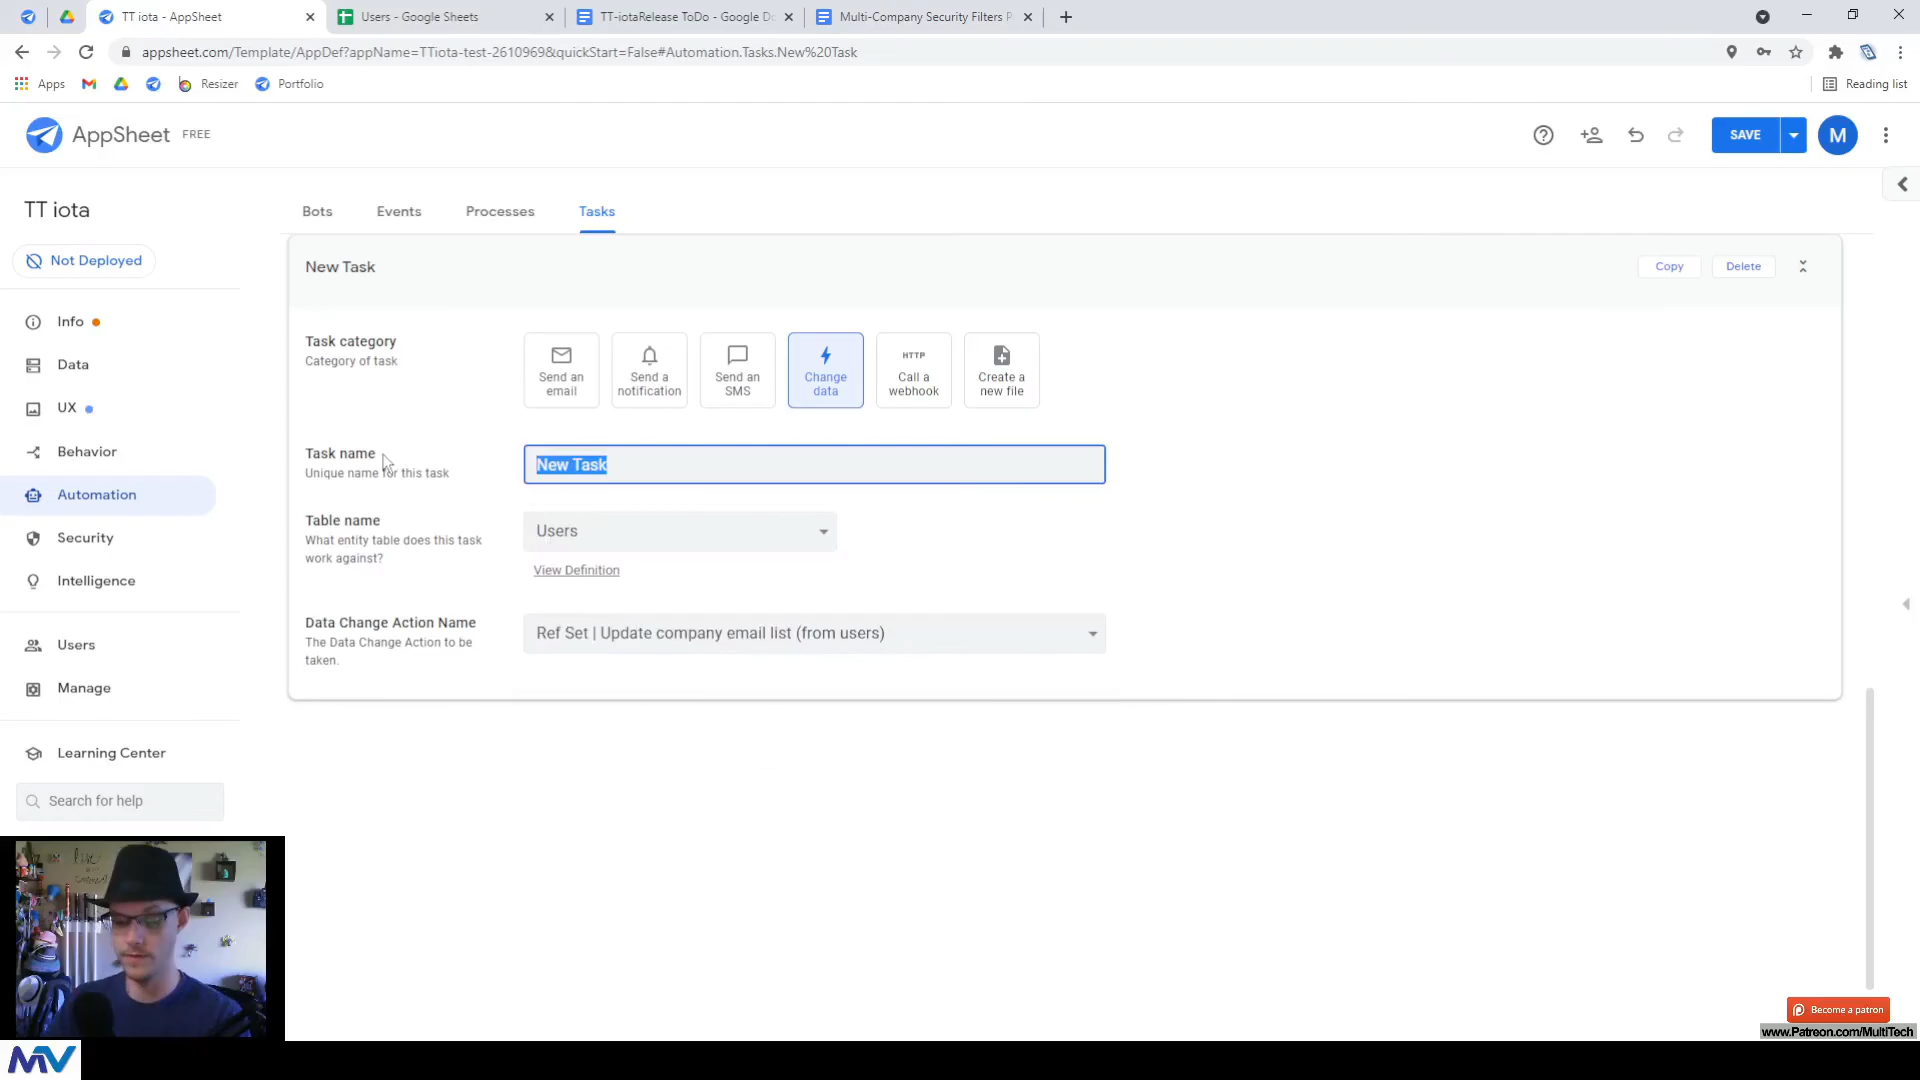 TT iota - AppSheet
Users - Google Sheets
TT-iotaRelease ToDo - Google Do
Multi-Company Security Filters P
appsheet.com/Template/AppDef?appName=TTiota-test-2610969&quickStart=False#Automation.Tasks.New%20Task
Apps
Resizer
Portfolio
Reading list
AppSheet FREE
SAVE
M
TT iota
Not Deployed
Info
Data
UX
Behavior
Automation
Security
Intelligence
Users
Manage
Learning Center
Search for help
Bots Events Processes Tasks
New Task
Copy
Delete
Task category
Category of task
Send an
email
Send a
notification
Send an
SMS
Change
data
HTTP
Call a
webhook
Create a
new file
Task name
Unique name for this task
New Task
Table name
What entity table does this task
work against?
Users
View Definition
Data Change Action Name
The Data Change Action to be
taken.
Ref Set | Update company email list (from users)
MV
Become a patron
www.Patreon.com/MultiTech